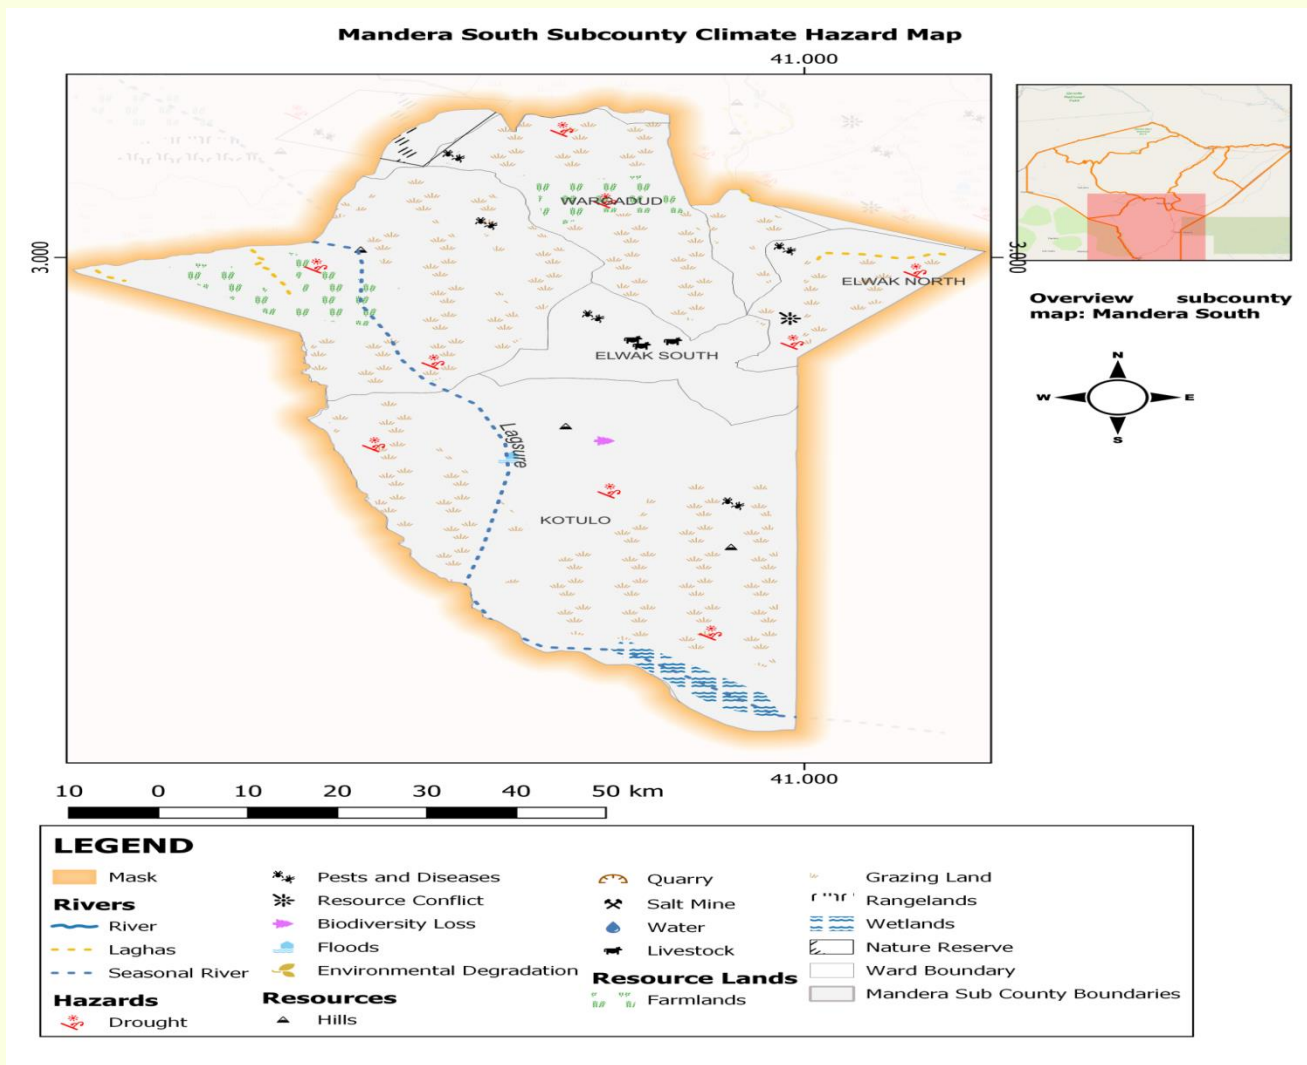 Mandera South Subcounty Climate Hazard Map
41.000
3.000
3.000
WARGADUD
ELWAK NORTH
ELWAK SOUTH
Lagsure
KOTULO
41.000
Overview subcounty
map: Mandera South
N
W E
S
10 0 10 20 30 40 50 km
LEGEND
Mask
Rivers
River
Laghas
Seasonal River
Hazards
Drought
Pests and Diseases
Resource Conflict
Biodiversity Loss
Floods
Environmental Degradation
Resources
Hills
Quarry
Salt Mine
Water
Livestock
Resource Lands
Farmlands
Grazing Land
Rangelands
Wetlands
Nature Reserve
Ward Boundary
Mandera Sub County Boundaries